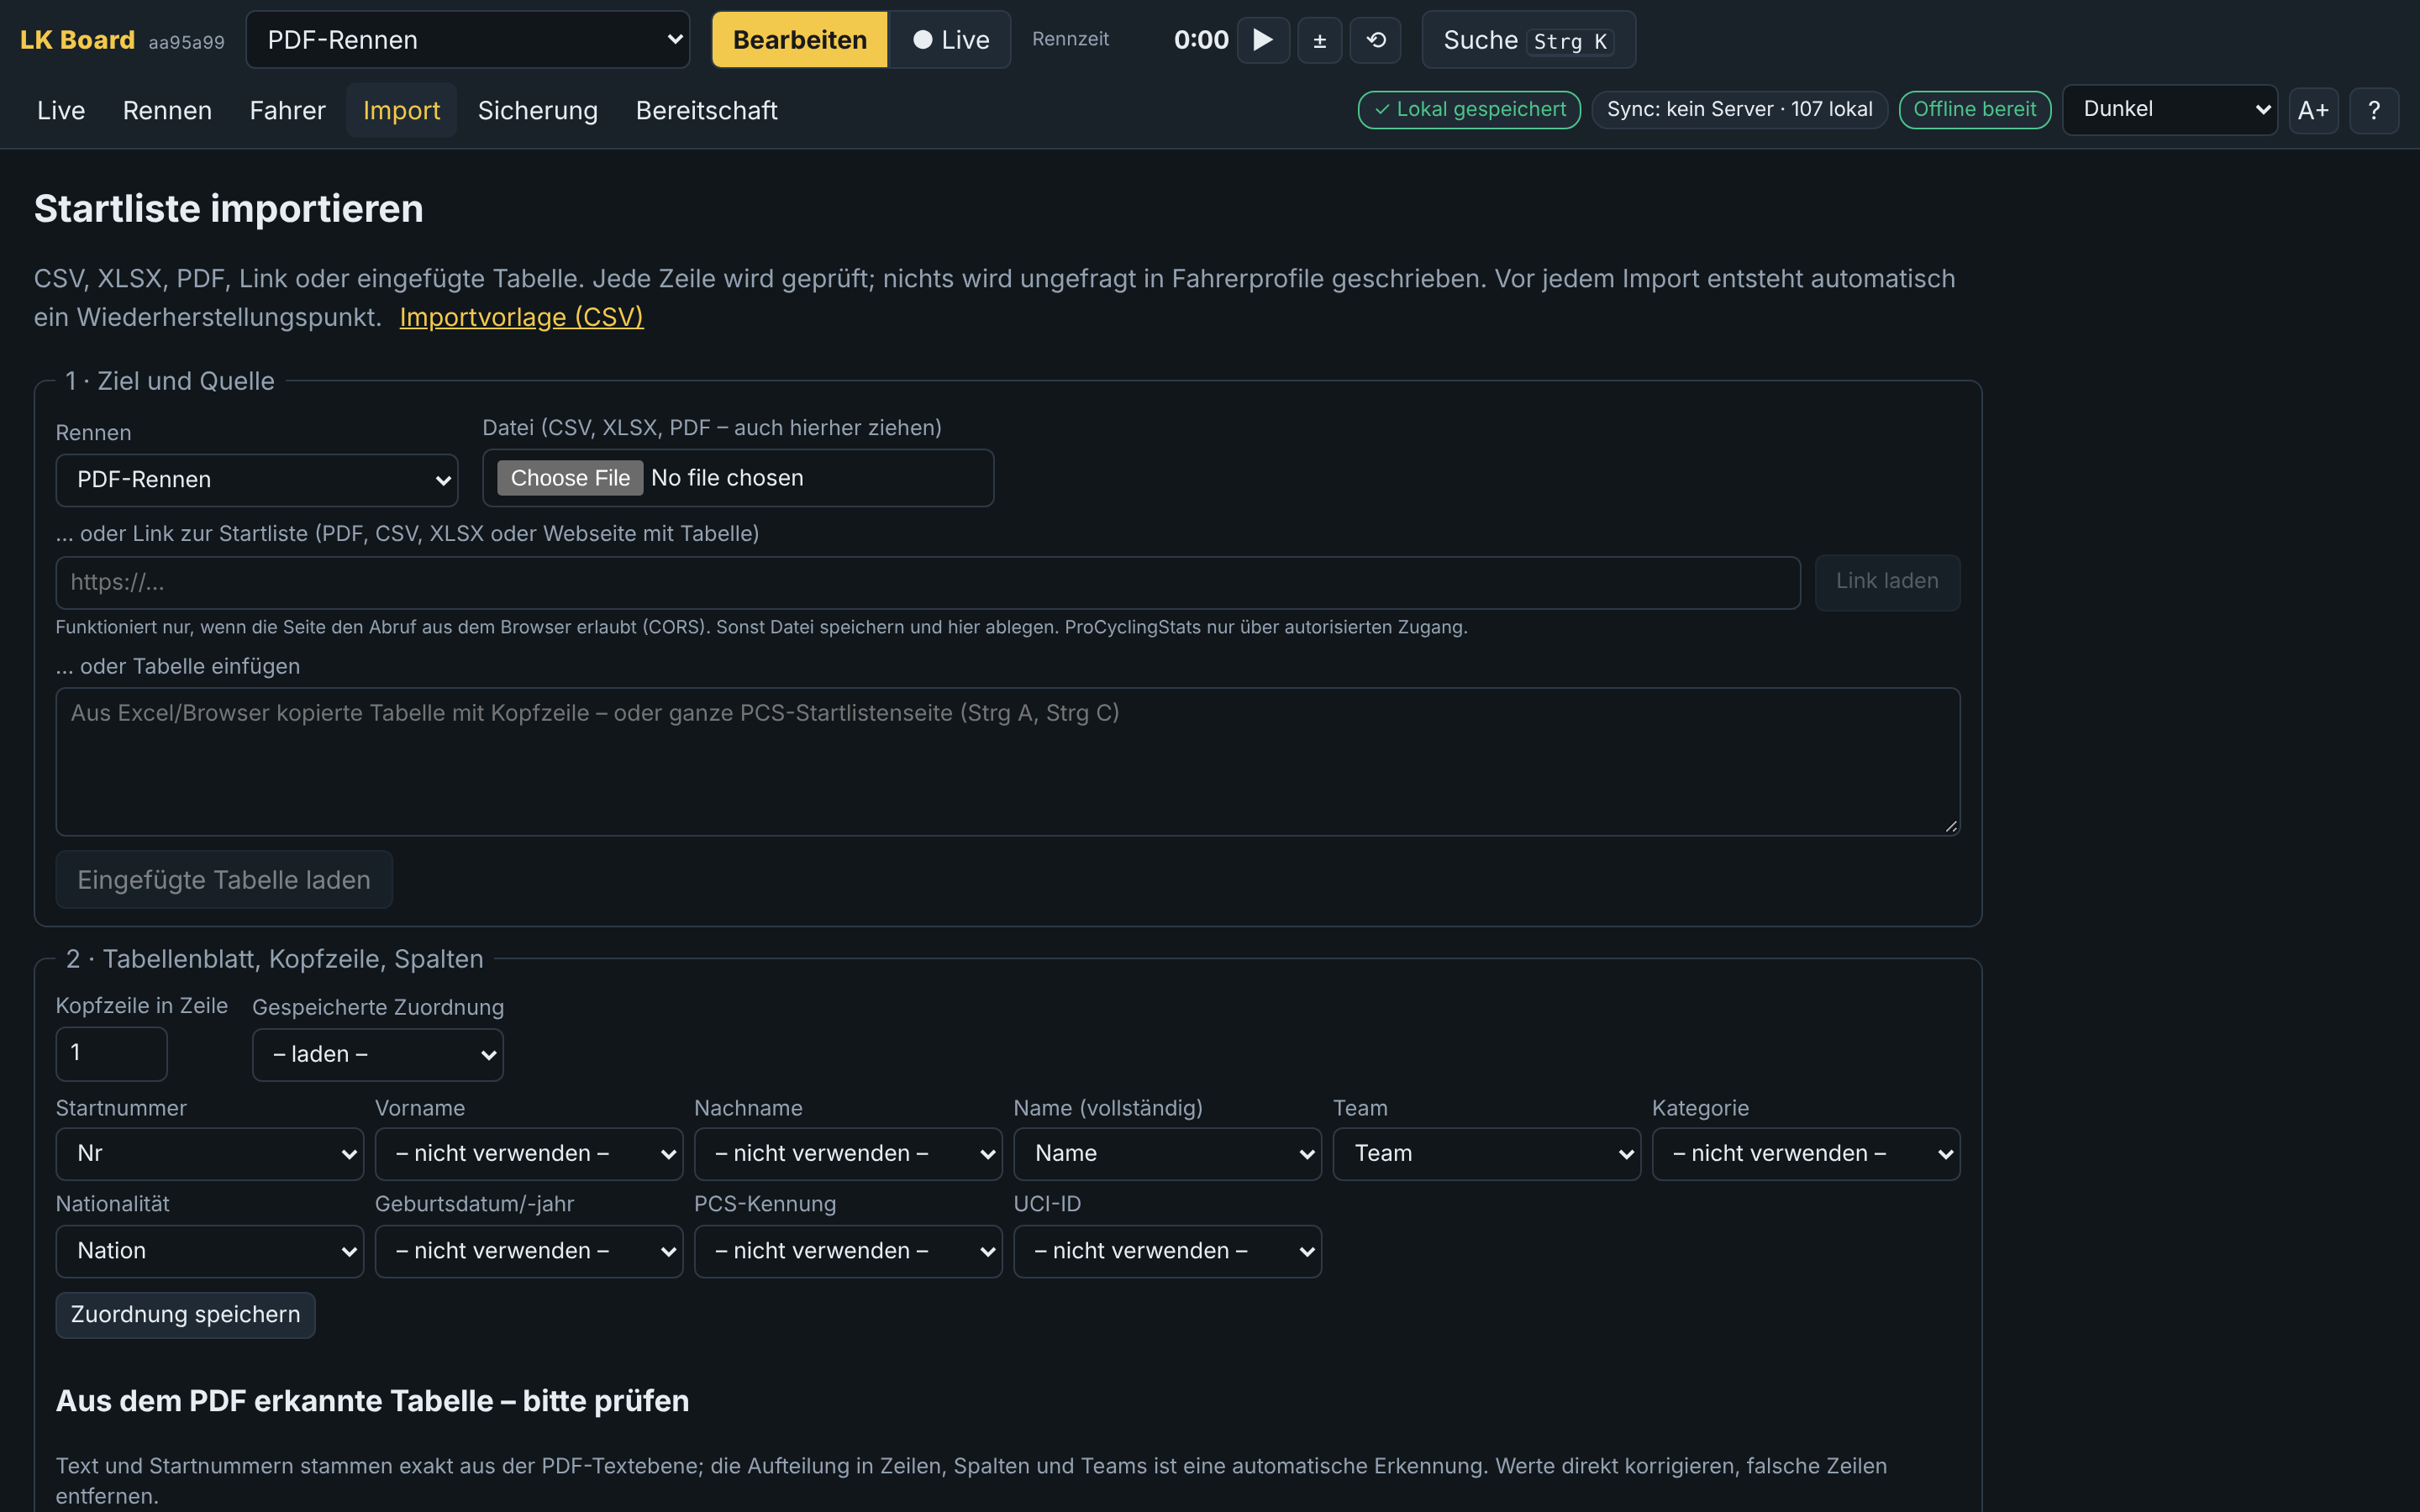 LK Board aa95a99 PDF-Rennen Bearbeiten Live Rennzeit 0:00 ± Suche Strg K
Live Rennen Fahrer Import Sicherung Bereitschaft ✓ Lokal gespeichert Sync: kein Server · 107 lokal Offline bereit Dunkel A+ ?
Startliste importieren
CSV, XLSX, PDF, Link oder eingefügte Tabelle. Jede Zeile wird geprüft; nichts wird ungefragt in Fahrerprofile geschrieben. Vor jedem Import entsteht automatisch
ein Wiederherstellungspunkt. Importvorlage (CSV)
1 · Ziel und Quelle
Rennen Datei (CSV, XLSX, PDF – auch hierher ziehen)
PDF-Rennen Choose File No file chosen
… oder Link zur Startliste (PDF, CSV, XLSX oder Webseite mit Tabelle)
https://… Link laden
Funktioniert nur, wenn die Seite den Abruf aus dem Browser erlaubt (CORS). Sonst Datei speichern und hier ablegen. ProCyclingStats nur über autorisierten Zugang.
… oder Tabelle einfügen
Aus Excel/Browser kopierte Tabelle mit Kopfzeile – oder ganze PCS-Startlistenseite (Strg A, Strg C)
Eingefügte Tabelle laden
2 · Tabellenblatt, Kopfzeile, Spalten
Kopfzeile in Zeile Gespeicherte Zuordnung
1 – laden –
Startnummer Vorname Nachname Name (vollständig) Team Kategorie
Nr – nicht verwenden – – nicht verwenden – Name Team – nicht verwenden –
Nationalität Geburtsdatum/-jahr PCS-Kennung UCI-ID
Nation – nicht verwenden – – nicht verwenden – – nicht verwenden –
Zuordnung speichern
Aus dem PDF erkannte Tabelle – bitte prüfen
Text und Startnummern stammen exakt aus der PDF-Textebene; die Aufteilung in Zeilen, Spalten und Teams ist eine automatische Erkennung. Werte direkt korrigieren, falsche Zeilen
entfernen.